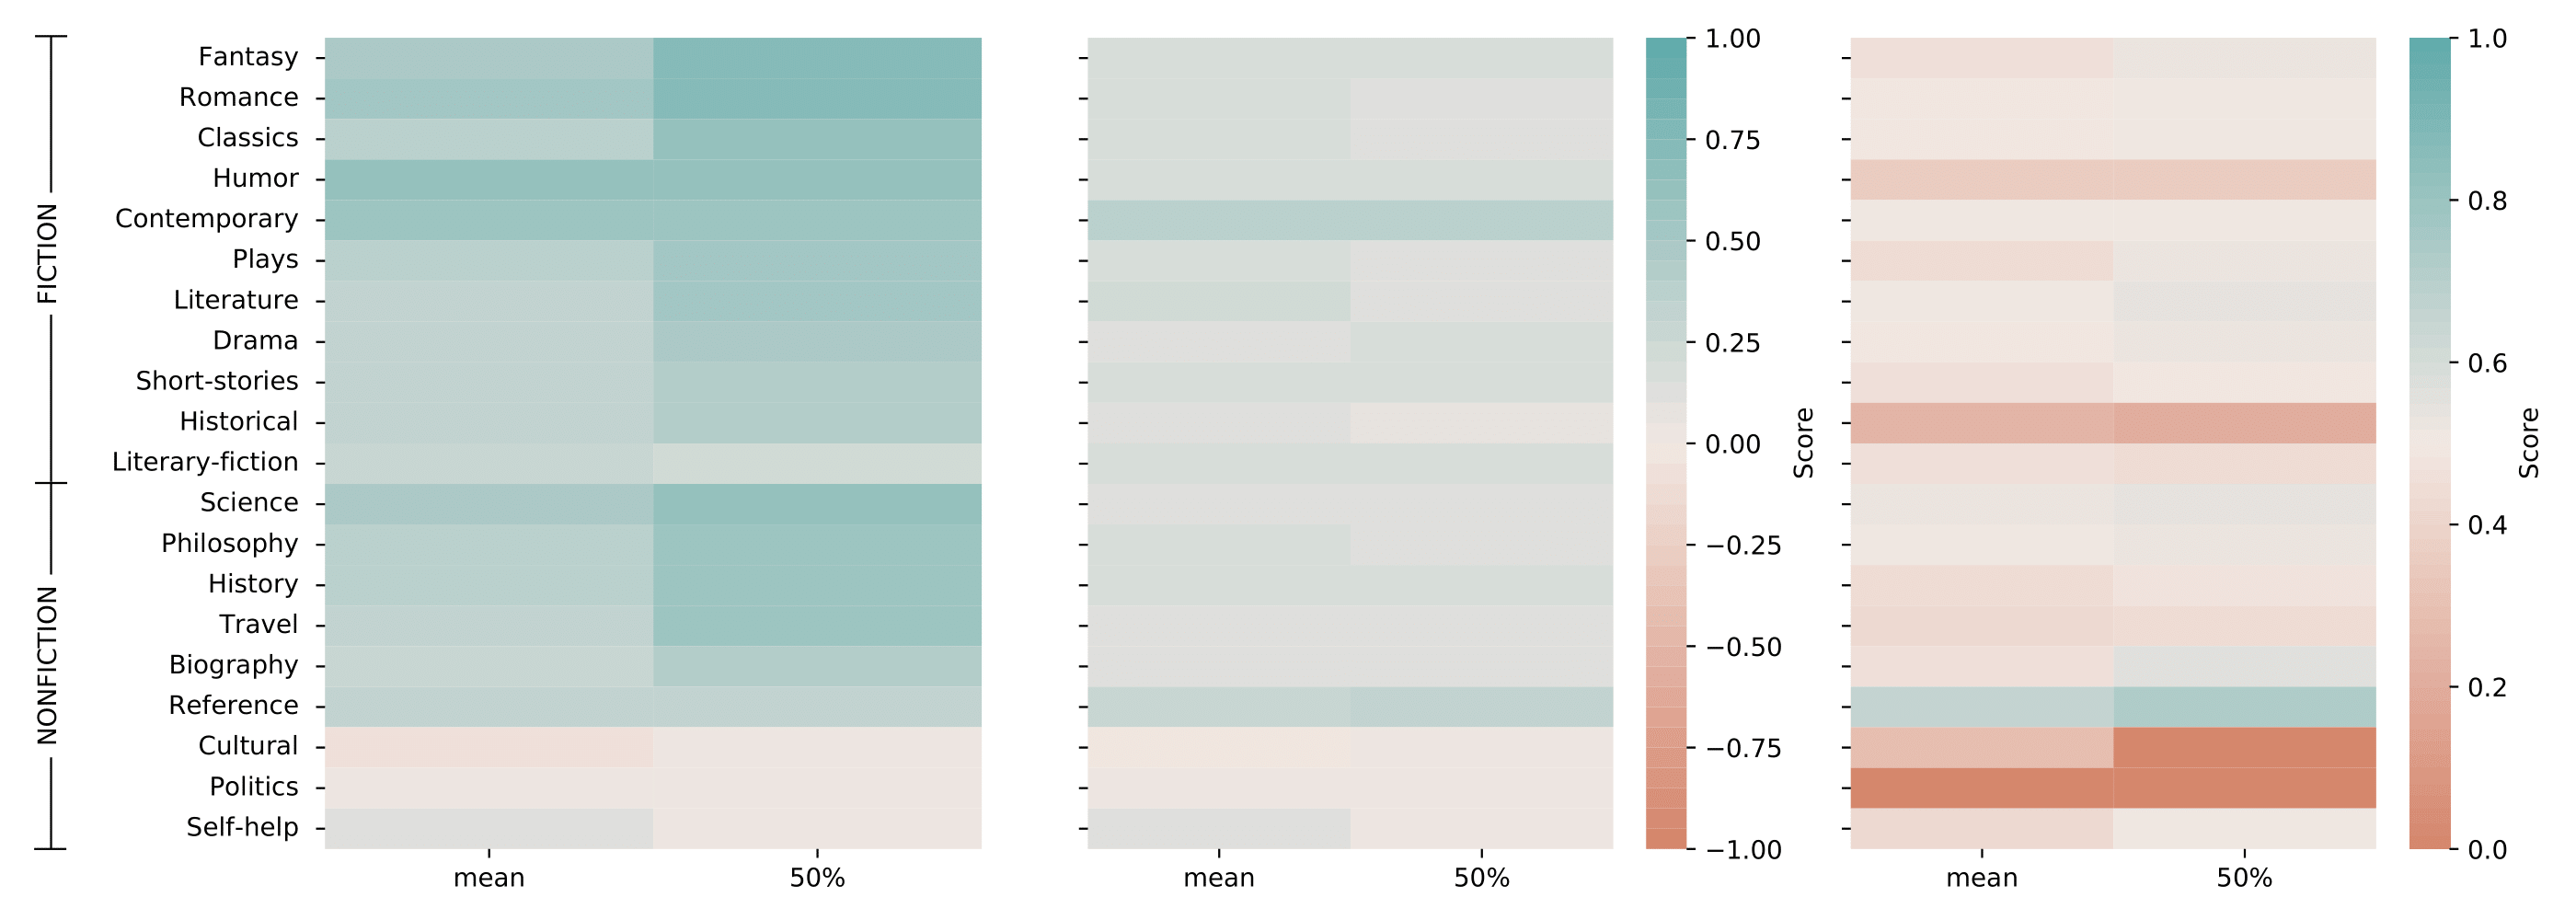 FICTION
NONFICTION
Fantasy
Romance
Classics
Humor
Contemporary
Plays
Literature
Drama
Short-stories
Historical
Literary-fiction
Science
Philosophy
History
Travel
Biography
Reference
Cultural
Politics
Self-help
mean 50%
mean 50%
1.00
0.75
0.50
0.25
0.00
−0.25
−0.50
−0.75
−1.00
Score
mean 50%
1.0
0.8
0.6
0.4
0.2
0.0
Score